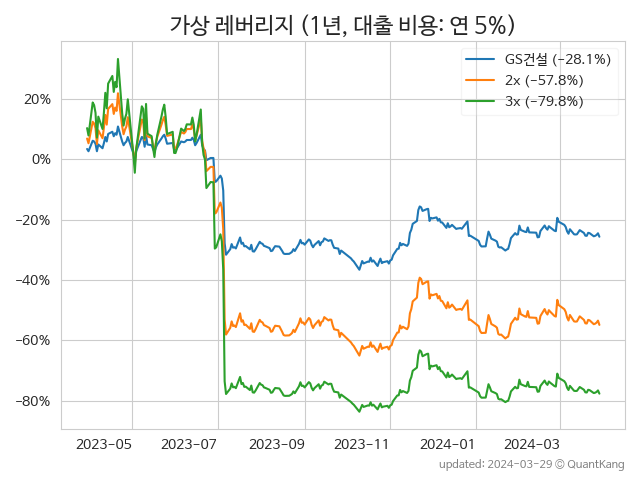 가상 레버리지 (1년, 대출 비용: 연 5%)
GS건설 (−28.1%)
2x (−57.8%)
3x (−79.8%)
20%
0%
−20%
−40%
−60%
−80%
2023-05 2023-07 2023-09 2023-11 2024-01 2024-03
updated: 2024-03-29 © QuantKang